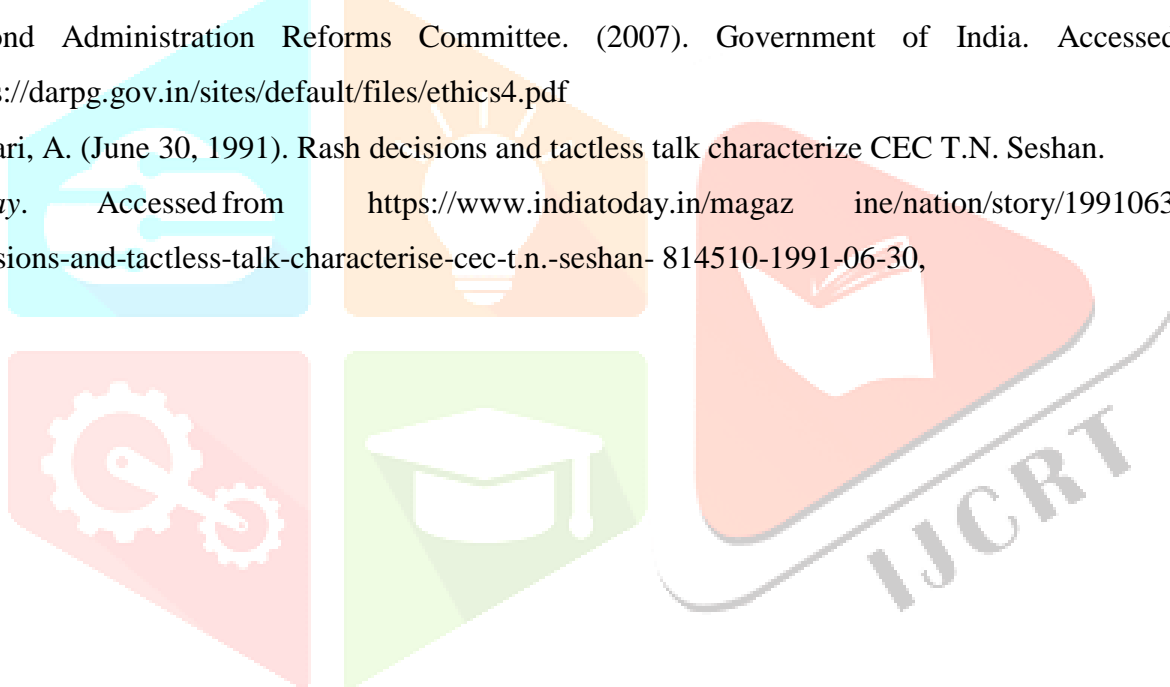 ond Administration Reforms Committee. (2007). Government of India. Accessed
s://darpg.gov.in/sites/default/files/ethics4.pdf
ari, A. (June 30, 1991). Rash decisions and tactless talk characterize CEC T.N. Seshan.
ay. Accessed from https://www.indiatoday.in/magaz ine/nation/story/1991063
sions-and-tactless-talk-characterise-cec-t.n.-seshan- 814510-1991-06-30,
IJCRT